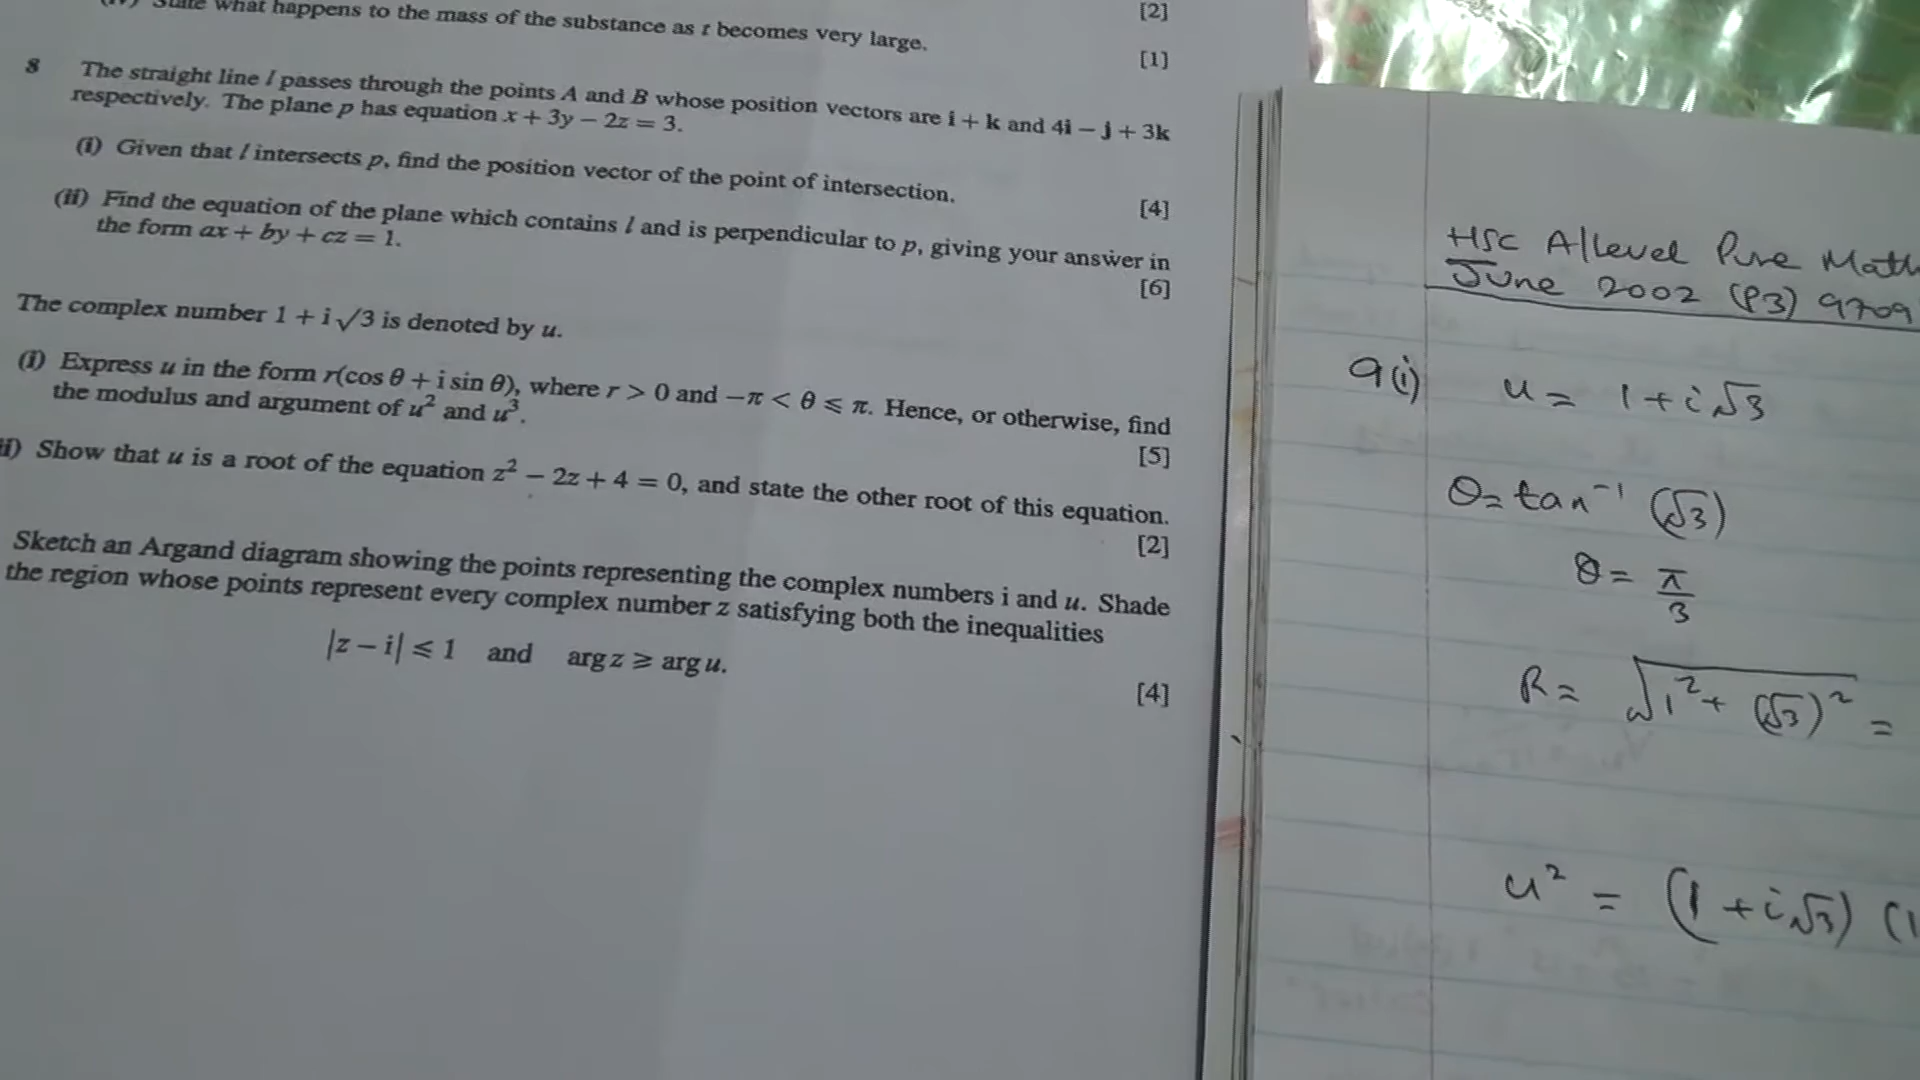 State what happens to the mass of the substance as t becomes very large.
[2]
[1]
8 The straight line l passes through the points A and B whose position vectors are i + k and 4i − j + 3k
respectively. The plane p has equation x + 3y − 2z = 3.
(i) Given that l intersects p, find the position vector of the point of intersection.
[4]
(ii) Find the equation of the plane which contains l and is perpendicular to p, giving your answer in
the form ax + by + cz = 1.
[6]
The complex number 1 + i√3 is denoted by u.
(i) Express u in the form r(cos θ + i sin θ), where r > 0 and −π < θ ⩽ π. Hence, or otherwise, find
the modulus and argument of u² and u³.
[5]
i) Show that u is a root of the equation z² − 2z + 4 = 0, and state the other root of this equation.
[2]
Sketch an Argand diagram showing the points representing the complex numbers i and u. Shade
the region whose points represent every complex number z satisfying both the inequalities
|z − i| ⩽ 1 and arg z ⩾ arg u.
[4]
HSC A/Level Pure Math
June 2002 (P3) 9709
9(i) u = 1 + i√3
θ = tan⁻¹ (√3)
θ = π/3
R = √1² + (√3)² =
u² = (1 + i√3) (1